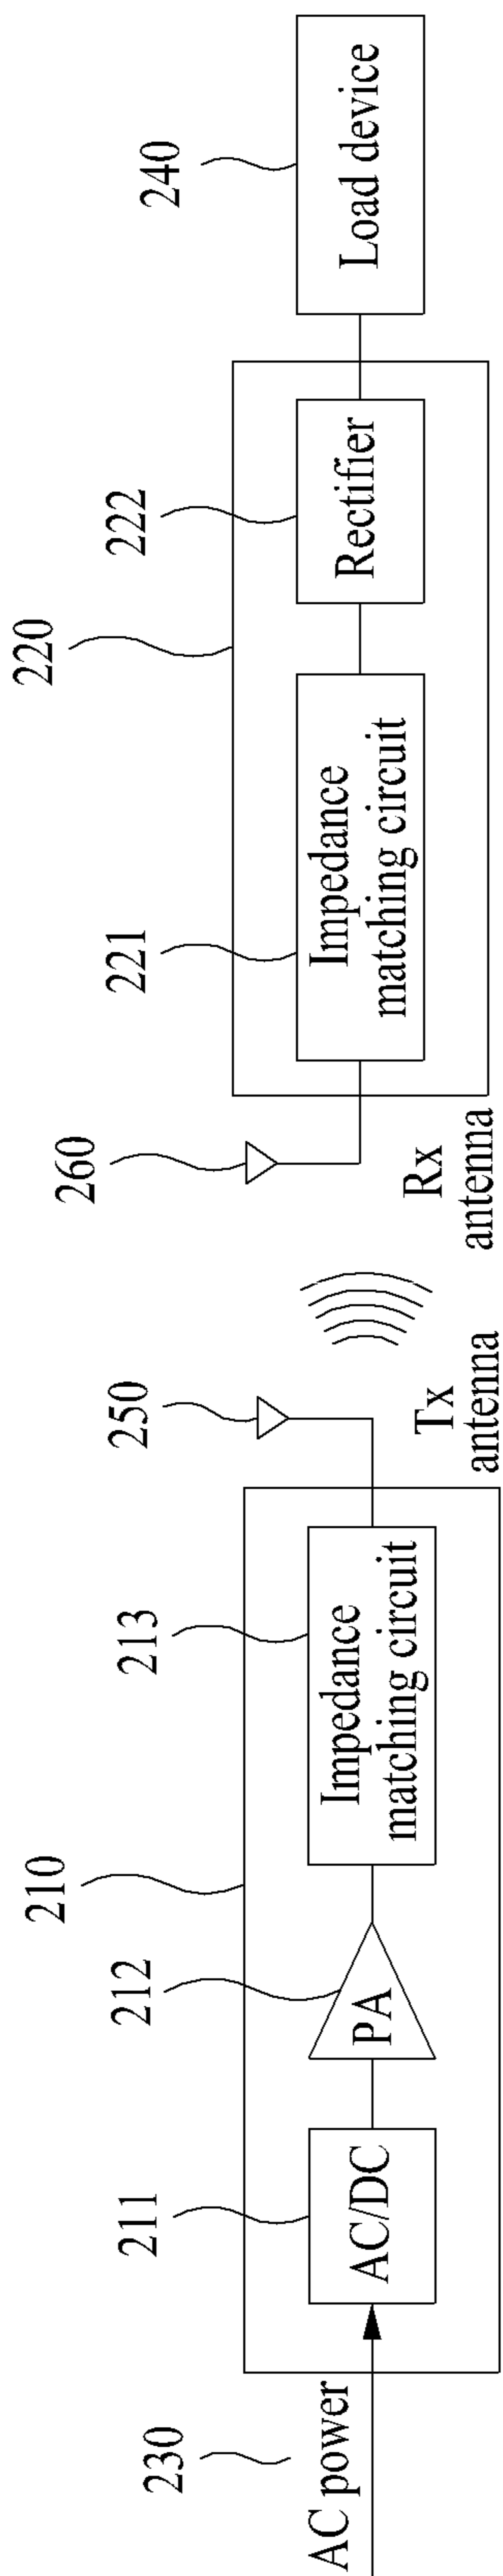 230
AC power
210
211
AC/DC
212
PA
213
Impedance
matching circuit
250
Tx
antenna
260
Rx
antenna
220
221
Impedance
matching circuit
222
Rectifier
240
Load device